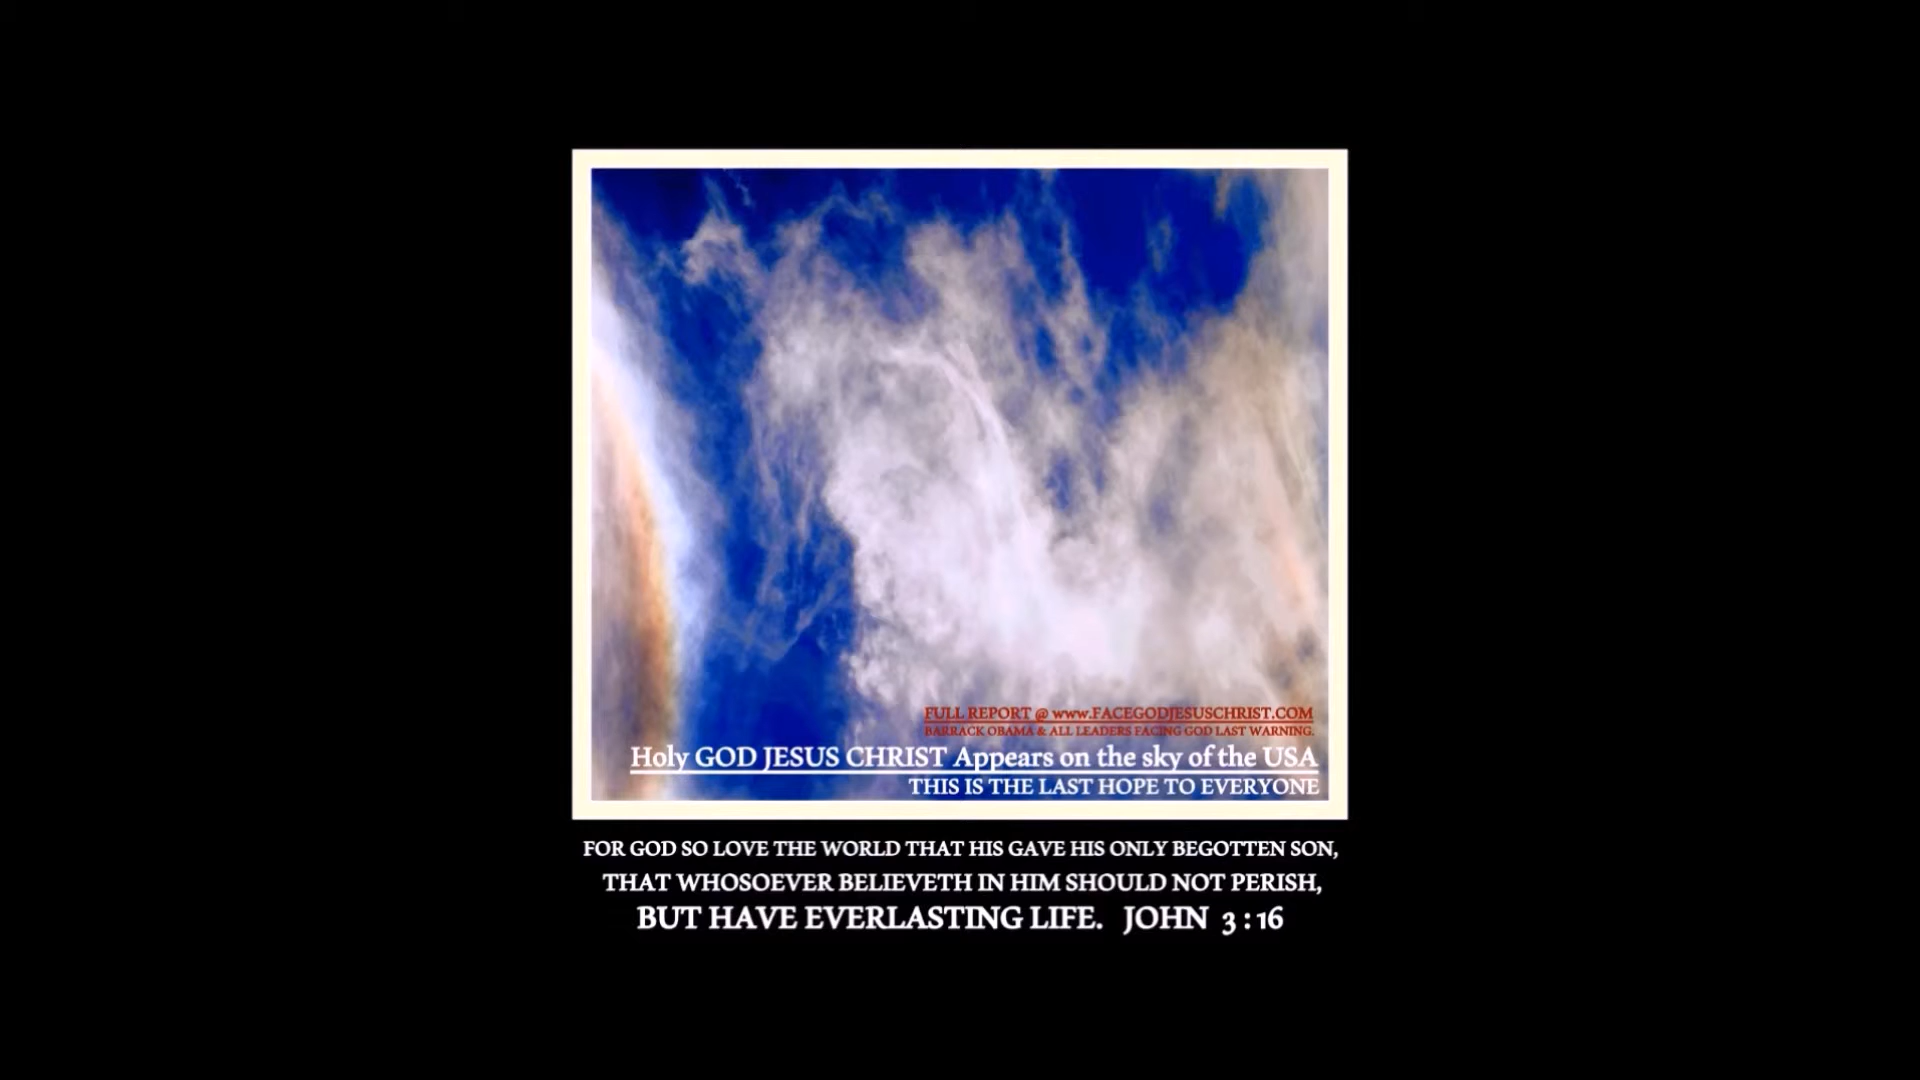 FULL REPORT @ www.FACEGODJESUSCHRIST.COM
BARRACK OBAMA & ALL LEADERS FACING GOD LAST WARNING.
Holy GOD JESUS CHRIST Appears on the sky of the USA
THIS IS THE LAST HOPE TO EVERYONE
FOR GOD SO LOVE THE WORLD THAT HIS GAVE HIS ONLY BEGOTTEN SON,
THAT WHOSOEVER BELIEVETH IN HIM SHOULD NOT PERISH,
BUT HAVE EVERLASTING LIFE. JOHN 3 : 16